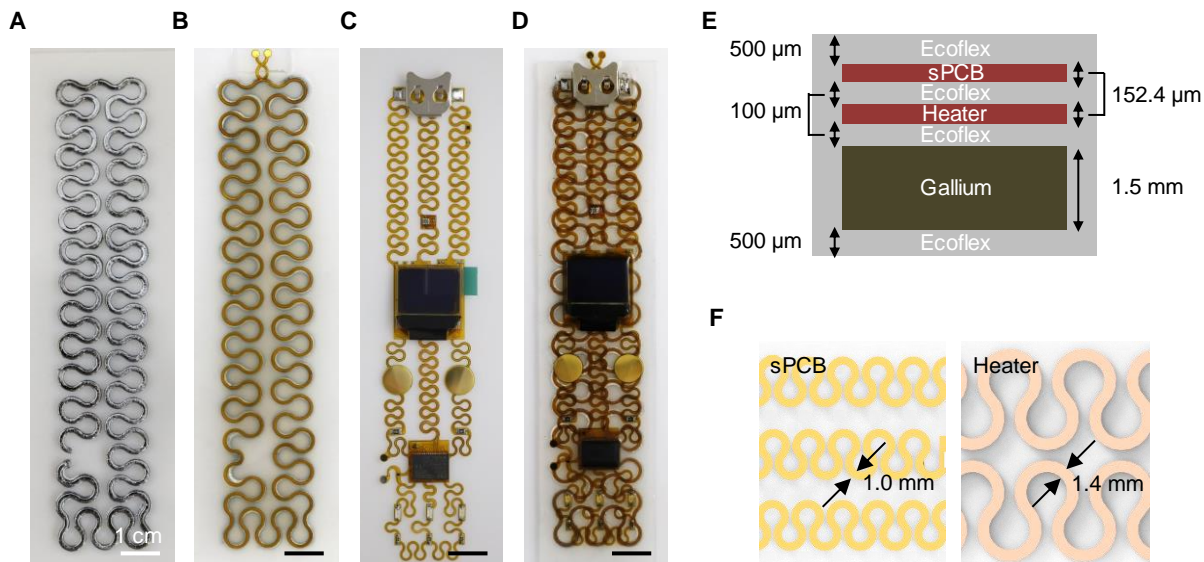 A
B
C
D
E
1 cm
500 µm
Ecoflex
sPCB
Ecoflex
152.4 µm
100 µm
Heater
Ecoflex
Gallium
1.5 mm
500 µm
Ecoflex
F
sPCB
1.0 mm
Heater
1.4 mm